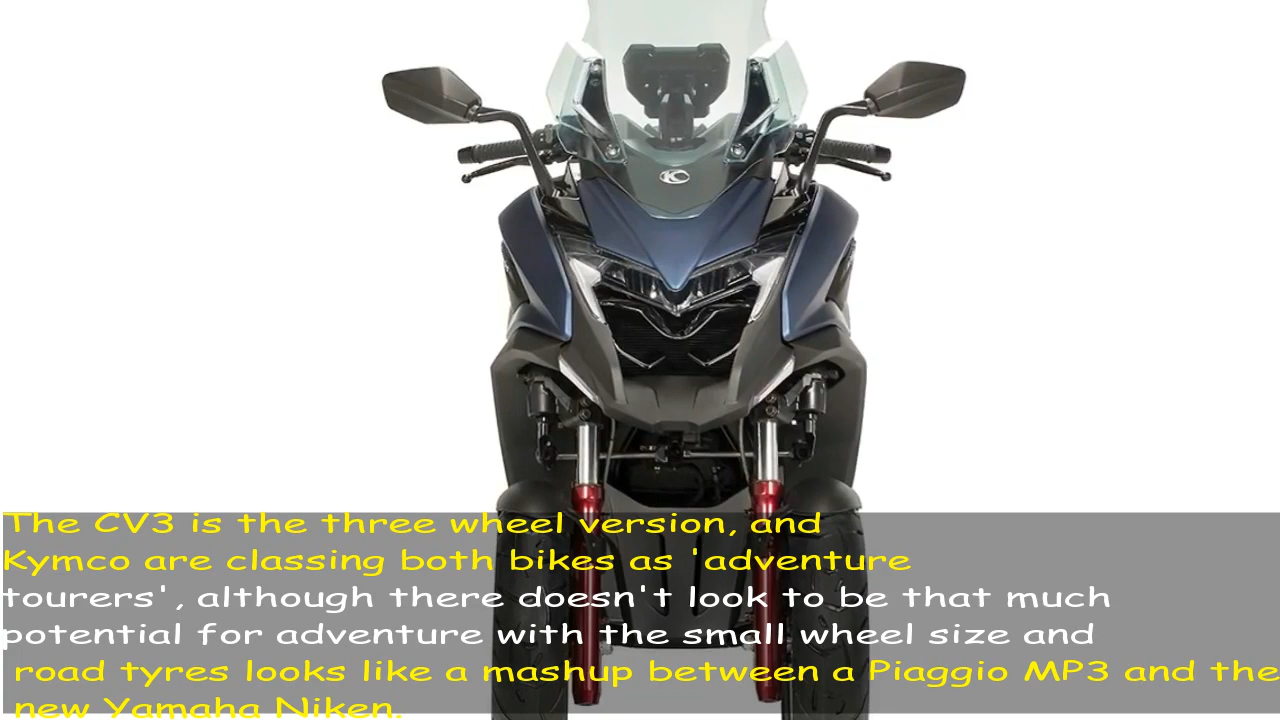 The CV3 is the three wheel version, and
Kymco are classing both bikes as 'adventure
tourers', although there doesn't look to be that much
potential for adventure with the small wheel size and
road tyres looks like a mashup between a Piaggio MP3 and the
new Yamaha Niken.